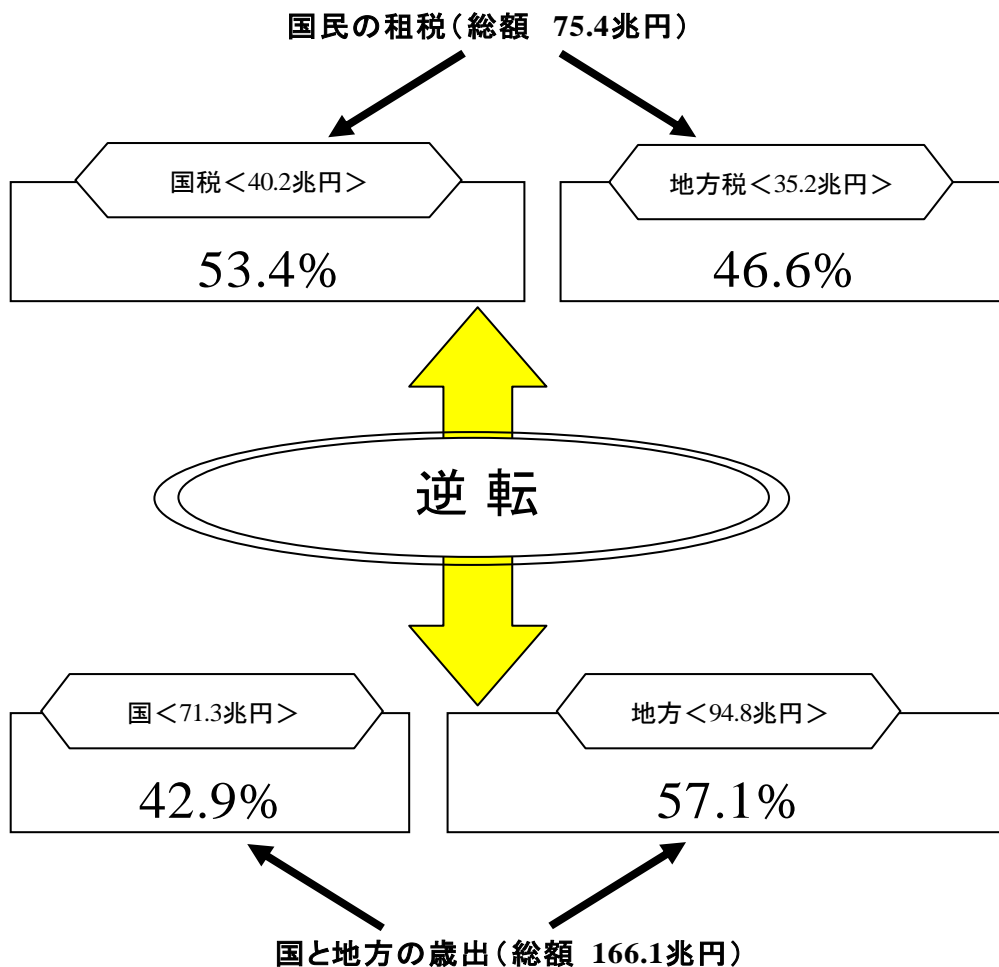 国民の租税（総額 75.4兆円）
国税＜40.2兆円＞
地方税＜35.2兆円＞
53.4%
46.6%
逆 転
国＜71.3兆円＞
地方＜94.8兆円＞
42.9%
57.1%
国と地方の歳出（総額 166.1兆円）